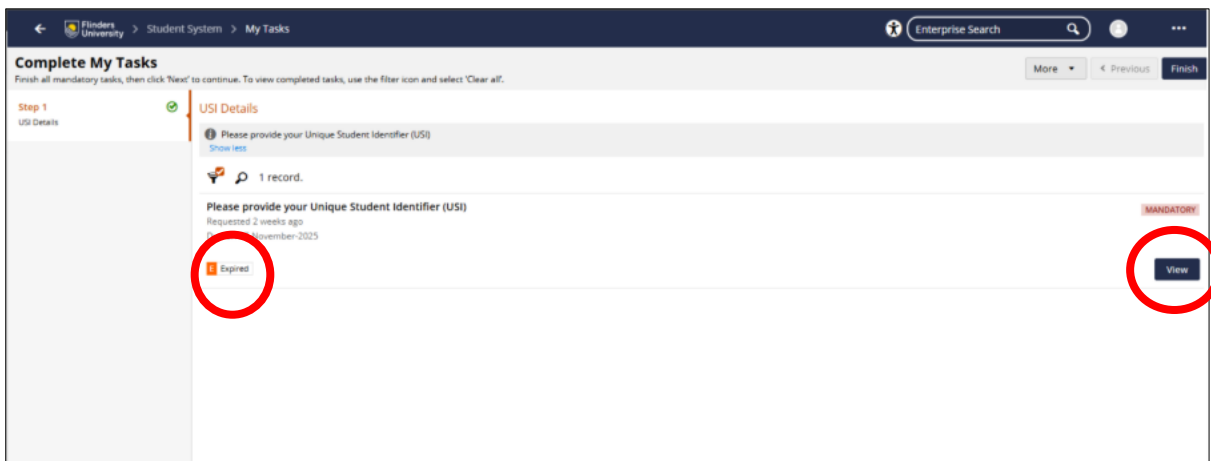 Flinders
University > Student System > My Tasks
Enterprise Search
Complete My Tasks
Finish all mandatory tasks, then click 'Next' to continue. To view completed tasks, use the filter icon and select 'Clear all'.
More
Previous
Finish
Step 1
USI Details
USI Details
Please provide your Unique Student Identifier (USI)
Show less
1 record.
Please provide your Unique Student Identifier (USI)
MANDATORY
Requested 2 weeks ago
November-2025
E Expired
View